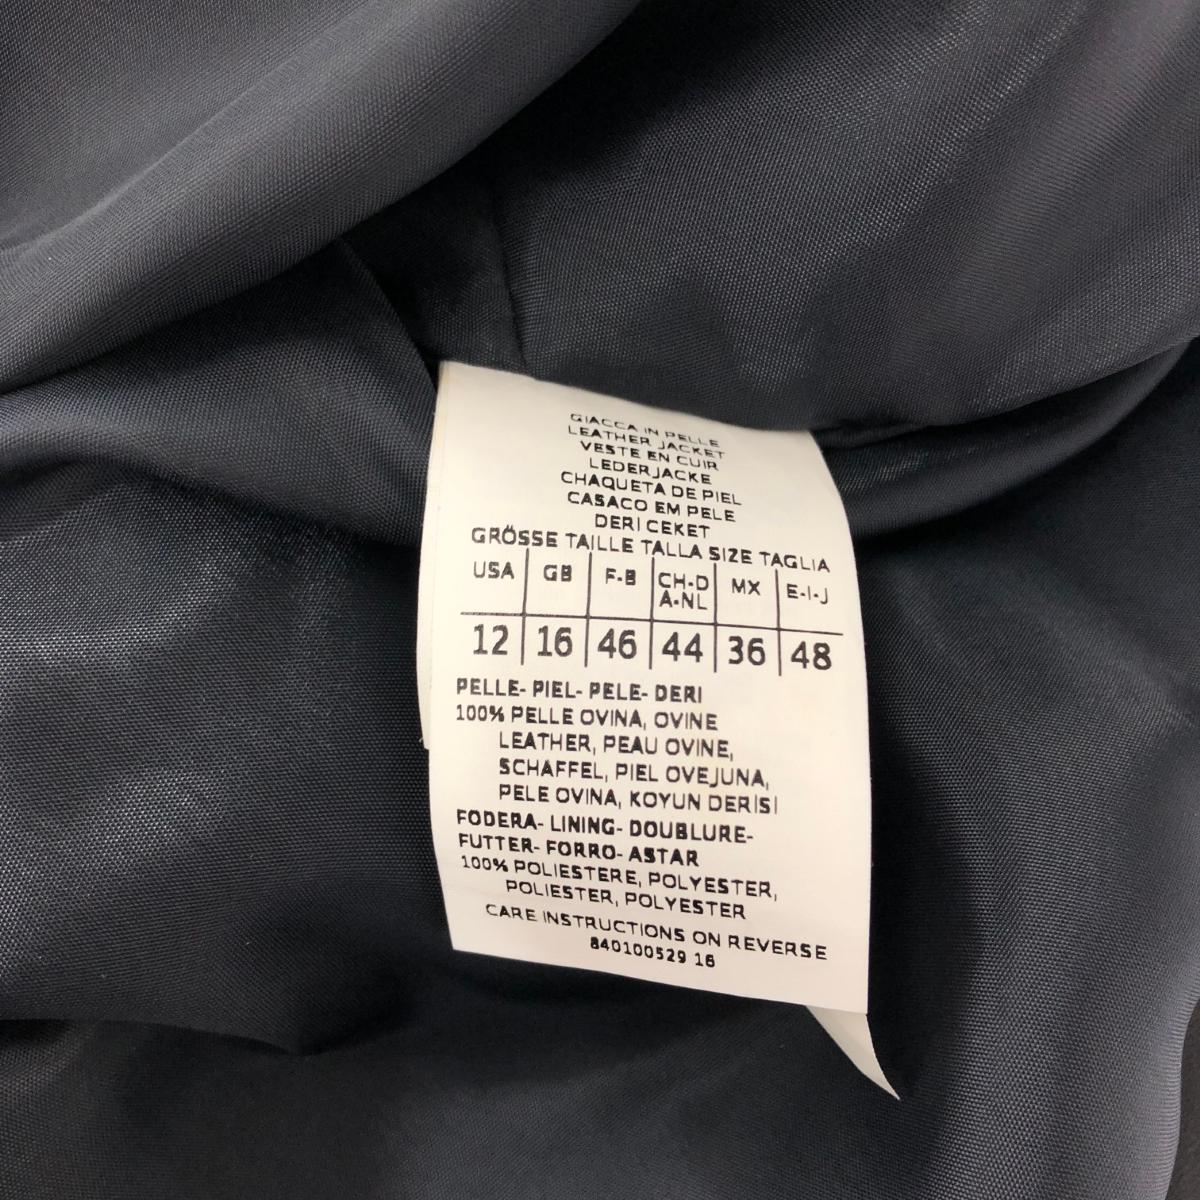 GIACCA IN PELLE
LEATHER JACKET
VESTE EN CUIR
LEDERJACKE
CHAQUETA DE PIEL
CASACO EM PELE
DERI CEKET
GRÖSSE TAILLE TALLA SIZE TAGLIA
USA GB F-B CH-D A-NL MX E-I-J
12 16 46 44 36 48
PELLE- PIEL- PELE- DERI
100% PELLE OVINA, OVINE
LEATHER, PEAU OVINE,
SCHAFFEL, PIEL OVEJUNA,
PELE OVINA, KOYUN DERİSİ
FODERA- LINING- DOUBLURE-
FUTTER- FORRO- ASTAR
100% POLIESTERE, POLYESTER,
POLIESTER, POLYESTER
CARE INSTRUCTIONS ON REVERSE
840100529 16